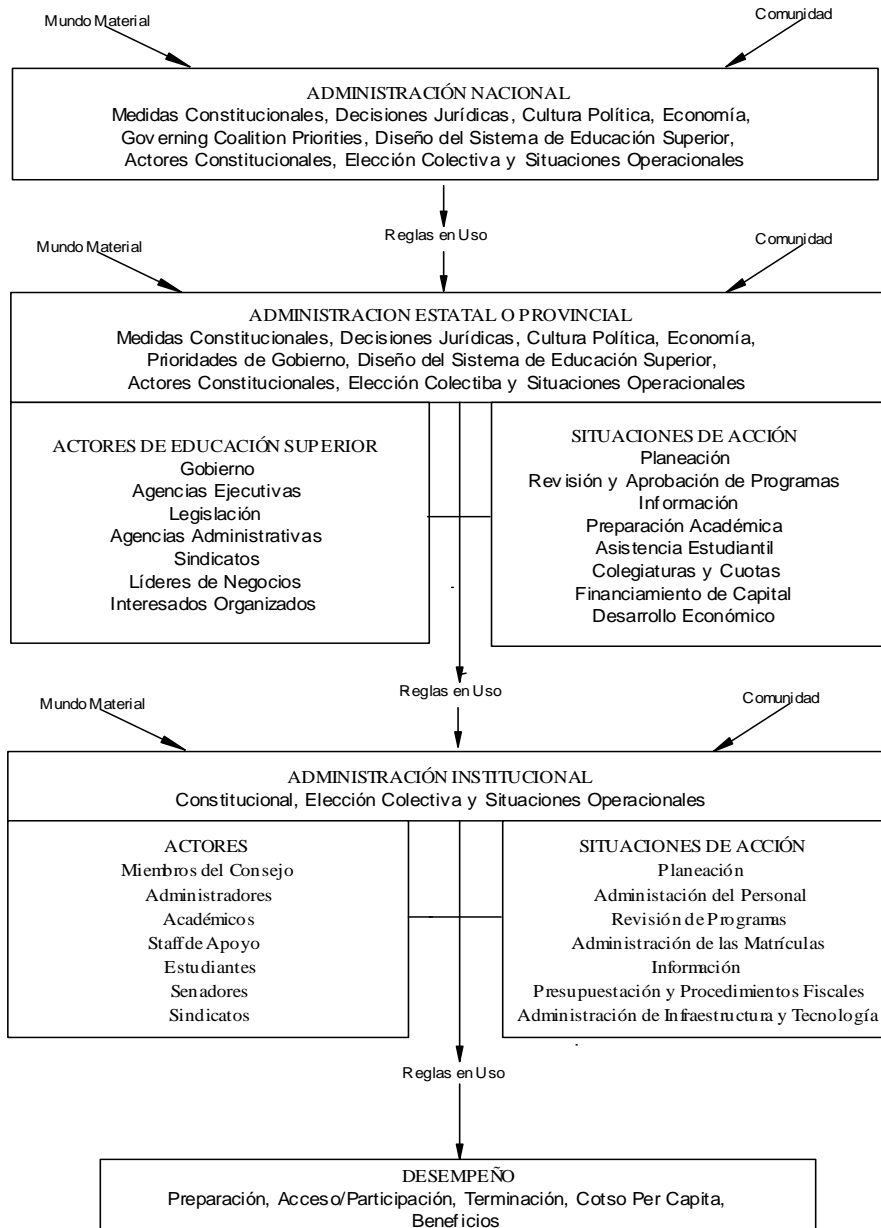 Mundo Material
Comunidad
ADMINISTRACIÓN NACIONAL
Medidas Constitucionales, Decisiones Jurídicas, Cultura Política, Economía,
Governing Coalition Priorities, Diseño del Sistema de Educación Superior,
Actores Constitucionales, Elección Colectiva y Situaciones Operacionales
Reglas en Uso
Mundo Material
Comunidad
ADMINISTRACION ESTATAL O PROVINCIAL
Medidas Constitucionales, Decisiones Jurídicas, Cultura Política, Economía,
Prioridades de Gobierno, Diseño del Sistema de Educación Superior,
Actores Constitucionales, Elección Colectiba y Situaciones Operacionales
ACTORES DE EDUCACIÓN SUPERIOR
Gobierno
Agencias Ejecutivas
Legislación
Agencias Administrativas
Sindicatos
Líderes de Negocios
Interesados Organizados
SITUACIONES DE ACCIÓN
Planeación
Revisión y Aprobación de Programas
Información
Preparación Académica
Asistencia Estudiantil
Colegiaturas y Cuotas
Financiamiento de Capital
Desarrollo Económico
Reglas en Uso
Mundo Material
Comunidad
ADMINISTRACIÓN INSTITUCIONAL
Constitucional, Elección Colectiva y Situaciones Operacionales
ACTORES
Miembros del Consejo
Administradores
Académicos
Staff de Apoyo
Estudiantes
Senadores
Sindicatos
SITUACIONES DE ACCIÓN
Planeación
Administación del Personal
Revisión de Programas
Administración de las Matrículas
Información
Presupuestación y Procedimientos Fiscales
Administración de Infraestructura y Tecnología
Reglas en Uso
DESEMPEÑO
Preparación, Acceso/Participación, Terminación, Cotso Per Capita,
Beneficios